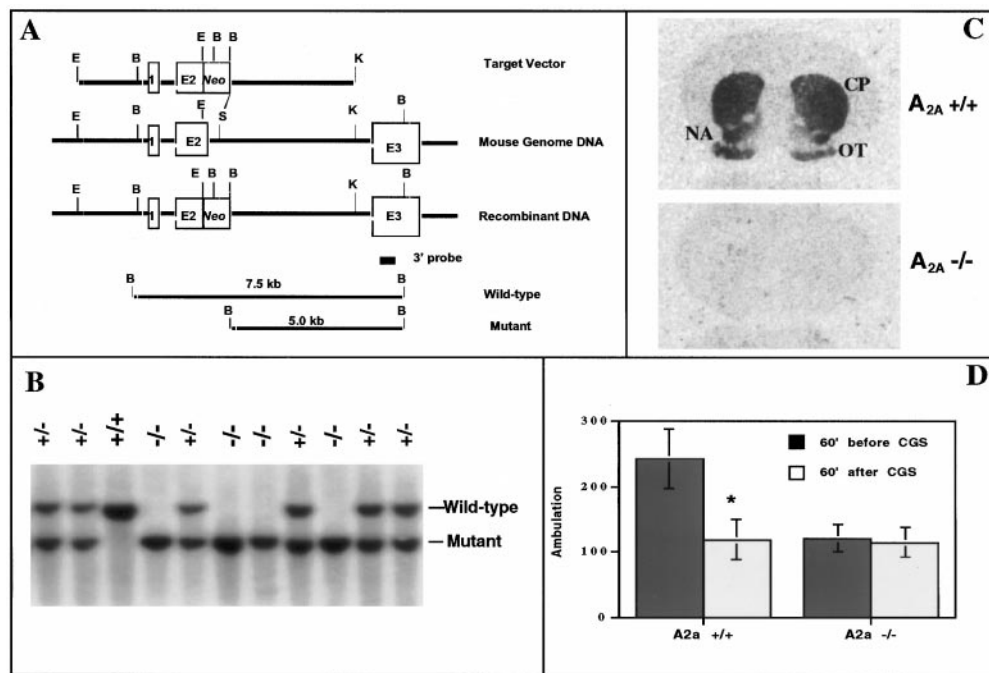 A
E B E B B K
1 E2 Neo
Target Vector
E B E S K B
1 E2 E3
Mouse Genome DNA
E B E B B K B
1 E2 Neo E3
Recombinant DNA
3' probe
B 7.5 kb B
Wild-type
B 5.0 kb B
Mutant
B
+/- +/- +/+ -/- +/- -/- -/- +/- -/- +/- +/-
Wild-type
Mutant
C
CP
NA
OT
A2A +/+
A2A -/-
D
300
200
100
0
Ambulation
60' before CGS
60' after CGS
*
A2a +/+
A2a -/-